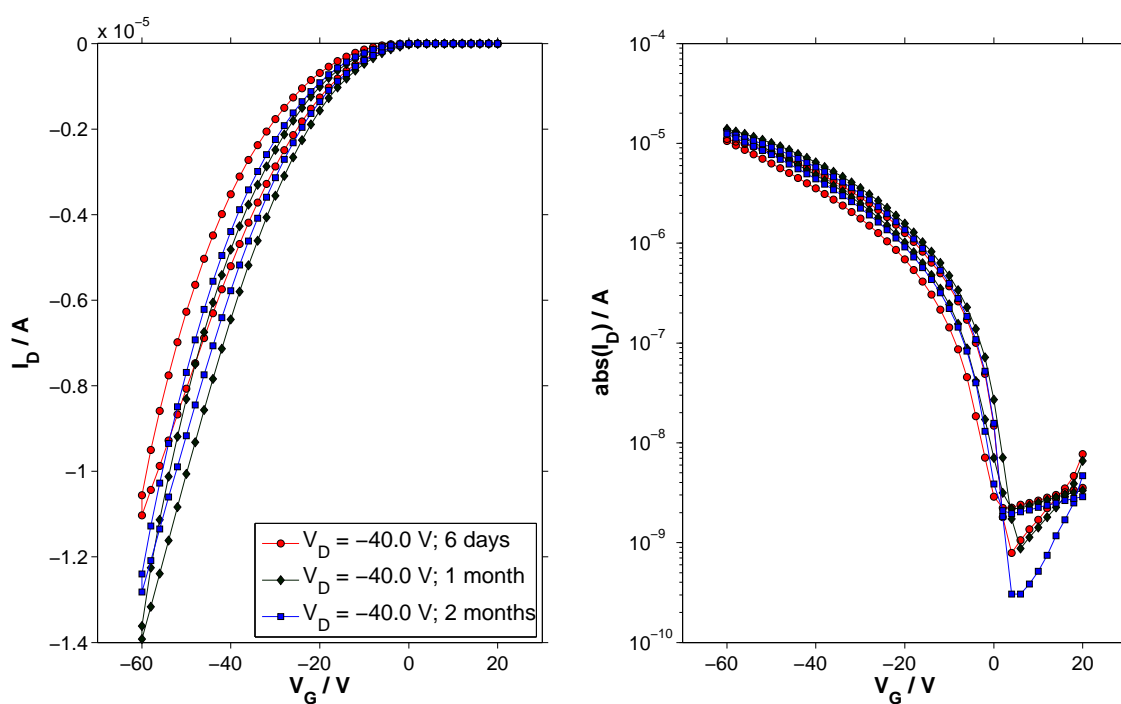 x 10⁻⁵
0
−0.2
−0.4
−0.6
−0.8
−1
−1.2
−1.4
I_D / A
−60 −40 −20 0 20
V_G / V
V_D = −40.0 V; 6 days
V_D = −40.0 V; 1 month
V_D = −40.0 V; 2 months
10⁻⁴
10⁻⁵
10⁻⁶
10⁻⁷
10⁻⁸
10⁻⁹
10⁻¹⁰
abs(I_D) / A
−60 −40 −20 0 20
V_G / V